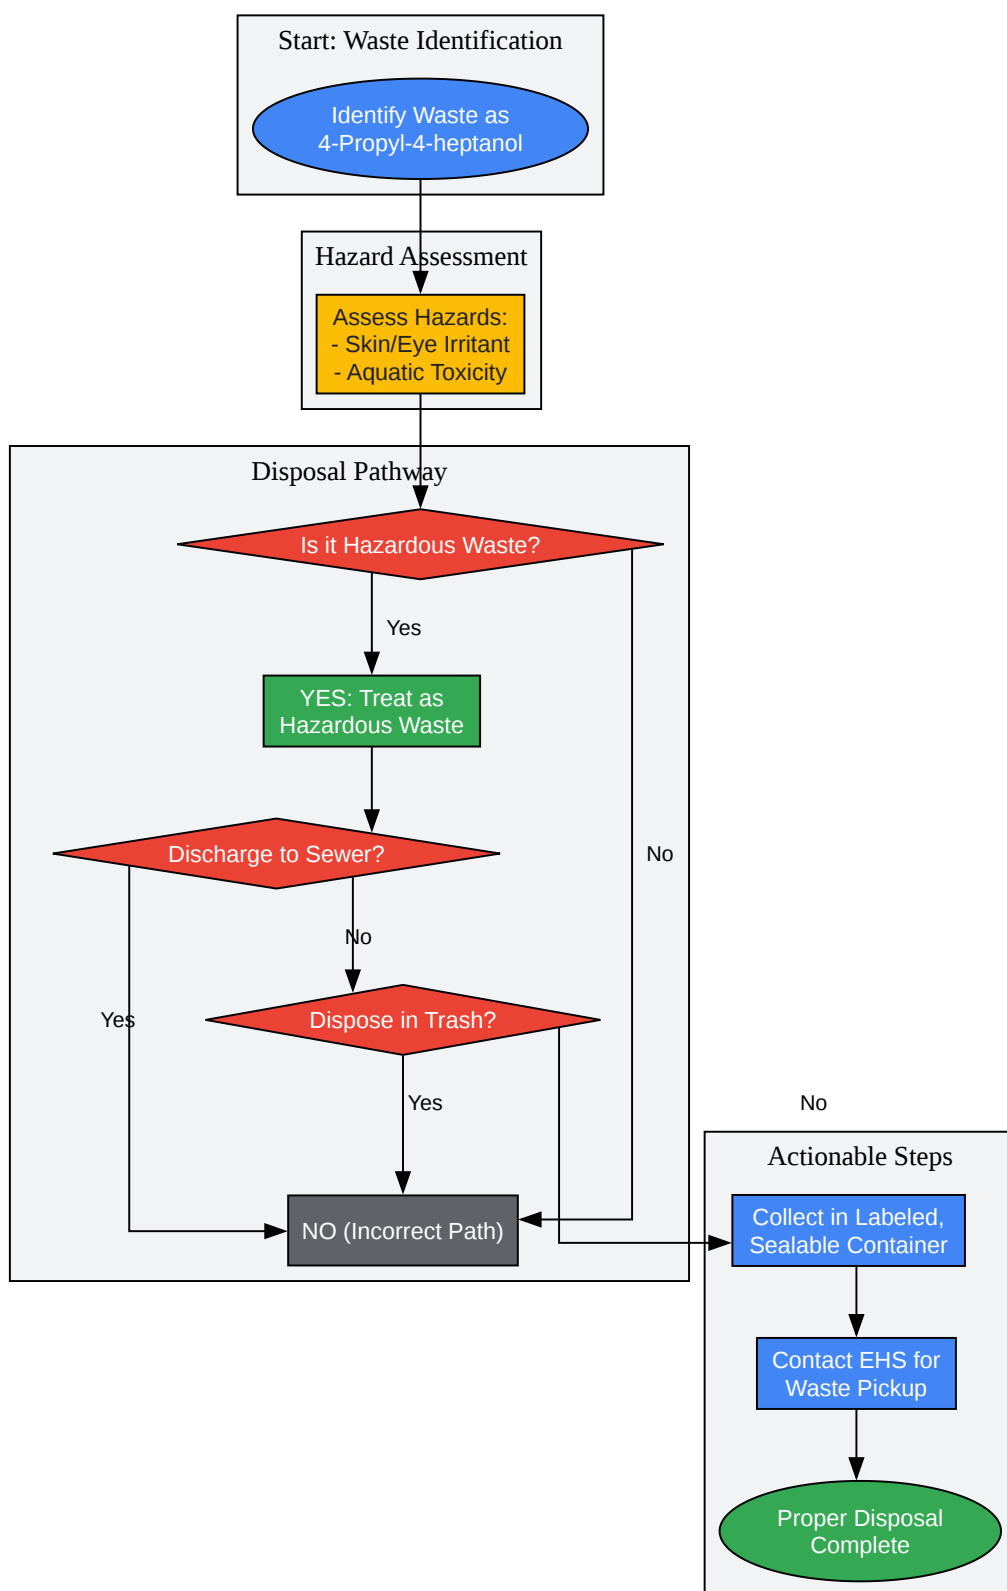 Start: Waste Identification
Identify Waste as
4-Propyl-4-heptanol
Hazard Assessment
Assess Hazards:
- Skin/Eye Irritant
- Aquatic Toxicity
Disposal Pathway
Is it Hazardous Waste?
Yes
YES: Treat as
Hazardous Waste
Discharge to Sewer?
No
No
Dispose in Trash?
Yes
Yes
No
NO (Incorrect Path)
Actionable Steps
Collect in Labeled,
Sealable Container
Contact EHS for
Waste Pickup
Proper Disposal
Complete